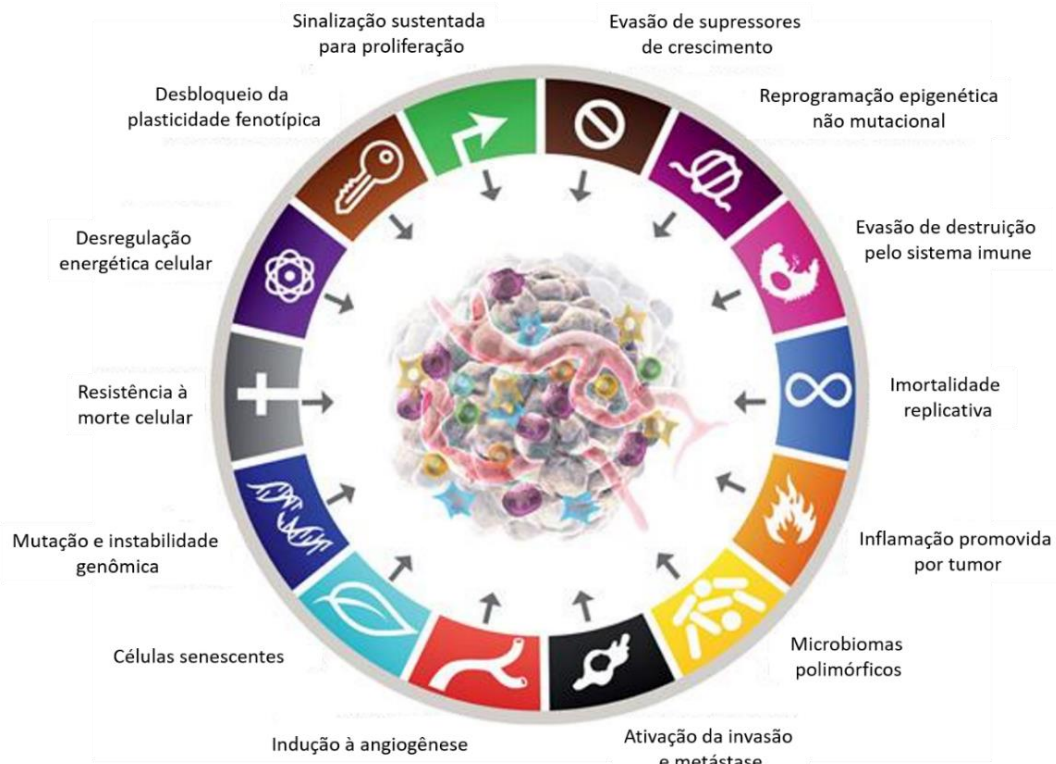 Sinalização sustentada
para proliferação
Evasão de supressores
de crescimento
Reprogramação epigenética
não mutacional
Evasão de destruição
pelo sistema imune
Imortalidade
replicativa
Inflamação promovida
por tumor
Microbiomas
polimórficos
Ativação da invasão
e metástase
Indução à angiogênese
Células senescentes
Mutação e instabilidade
genômica
Resistência à
morte celular
Desregulação
energética celular
Desbloqueio da
plasticidade fenotípica